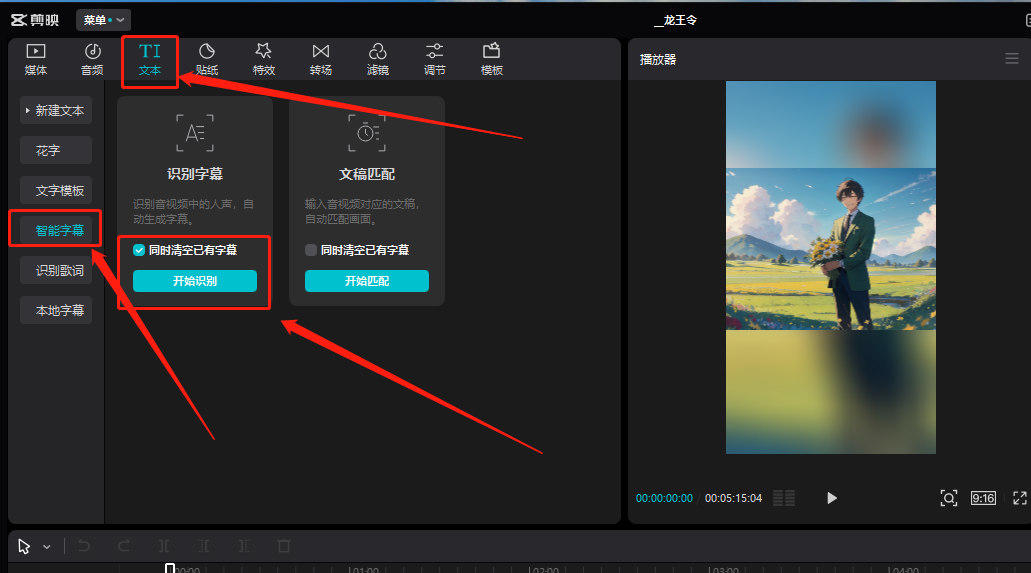 剪映
菜单
__龙王令
媒体
音频
TI
文本
贴纸
特效
转场
滤镜
调节
模板
播放器
新建文本
花字
文字模板
智能字幕
识别歌词
本地字幕
A
识别字幕
识别音视频中的人声，自
动生成字幕。
同时清空已有字幕
开始识别
文稿匹配
输入音视频对应的文稿，
自动匹配画面。
同时清空已有字幕
开始匹配
00:00:00:00
00:05:15:04
9:16
00:00
01:00
02:00
03:00
04:00